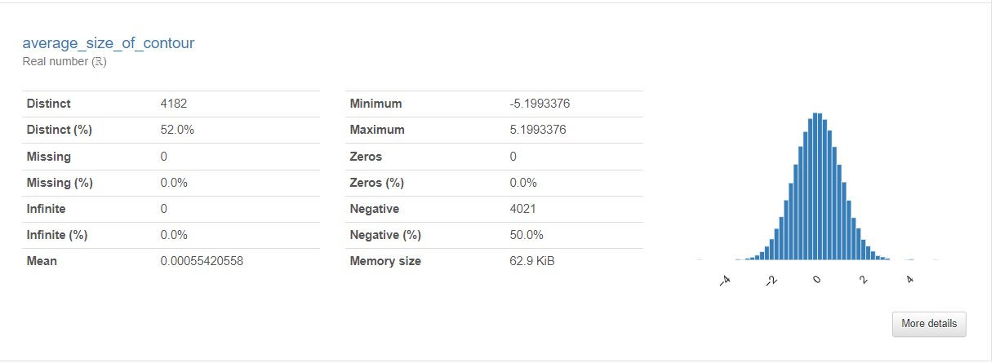 average_size_of_contour
Real number (ℝ)
Distinct 4182
Distinct (%) 52.0%
Missing 0
Missing (%) 0.0%
Infinite 0
Infinite (%) 0.0%
Mean 0.00055420558
Minimum -5.1993376
Maximum 5.1993376
Zeros 0
Zeros (%) 0.0%
Negative 4021
Negative (%) 50.0%
Memory size 62.9 KiB
−4 −2 0 2 4
More details